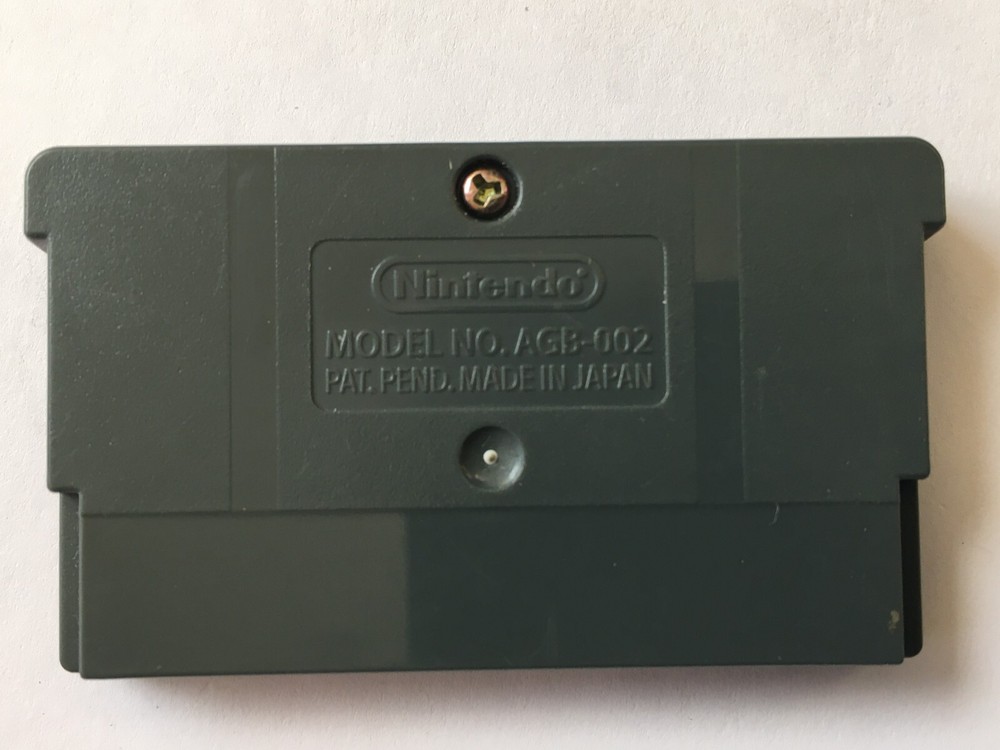 Nintendo®
MODEL NO. AGB-002
PAT. PEND. MADE IN JAPAN